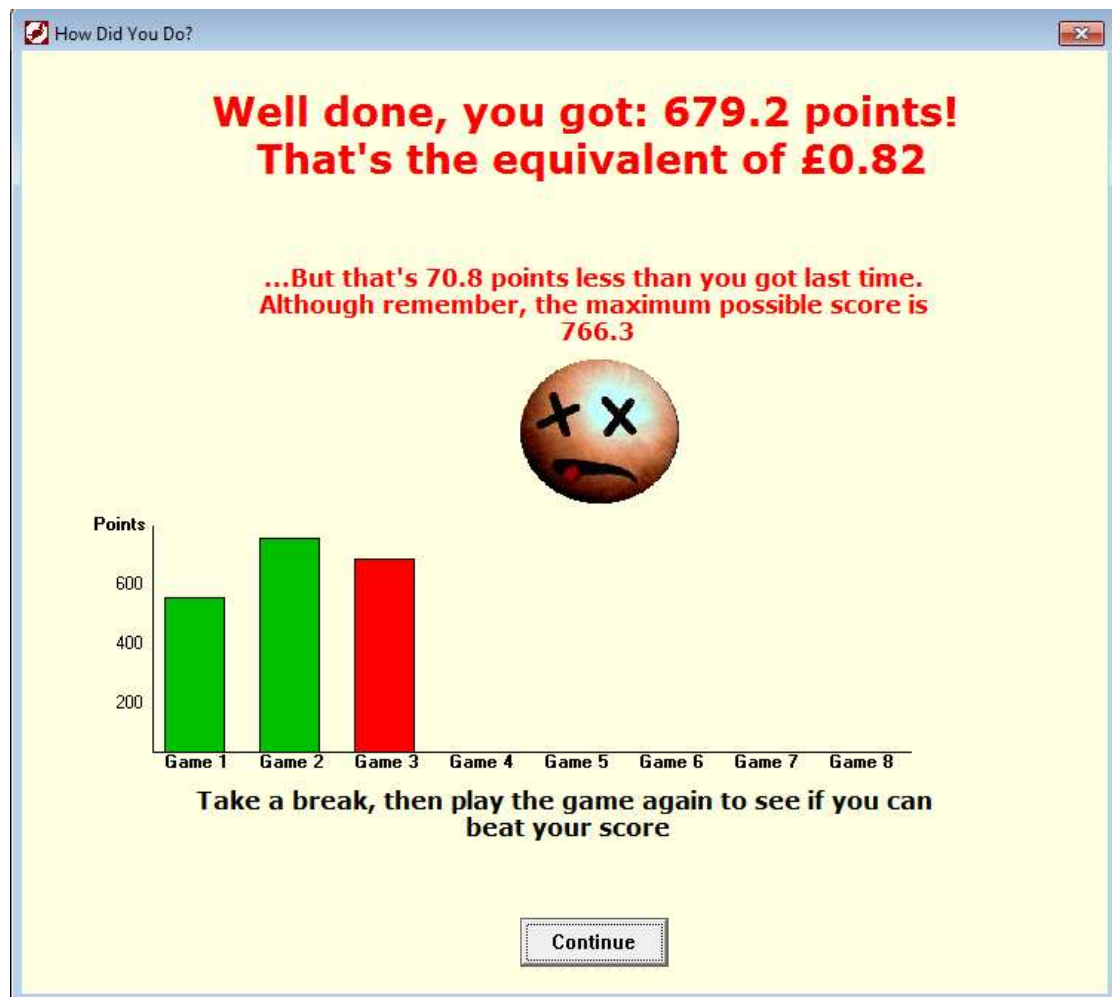 How Did You Do?
Well done, you got: 679.2 points!
That's the equivalent of £0.82
...But that's 70.8 points less than you got last time.
Although remember, the maximum possible score is
766.3
Points
600
400
200
Game 1 Game 2 Game 3 Game 4 Game 5 Game 6 Game 7 Game 8
Take a break, then play the game again to see if you can
beat your score
Continue